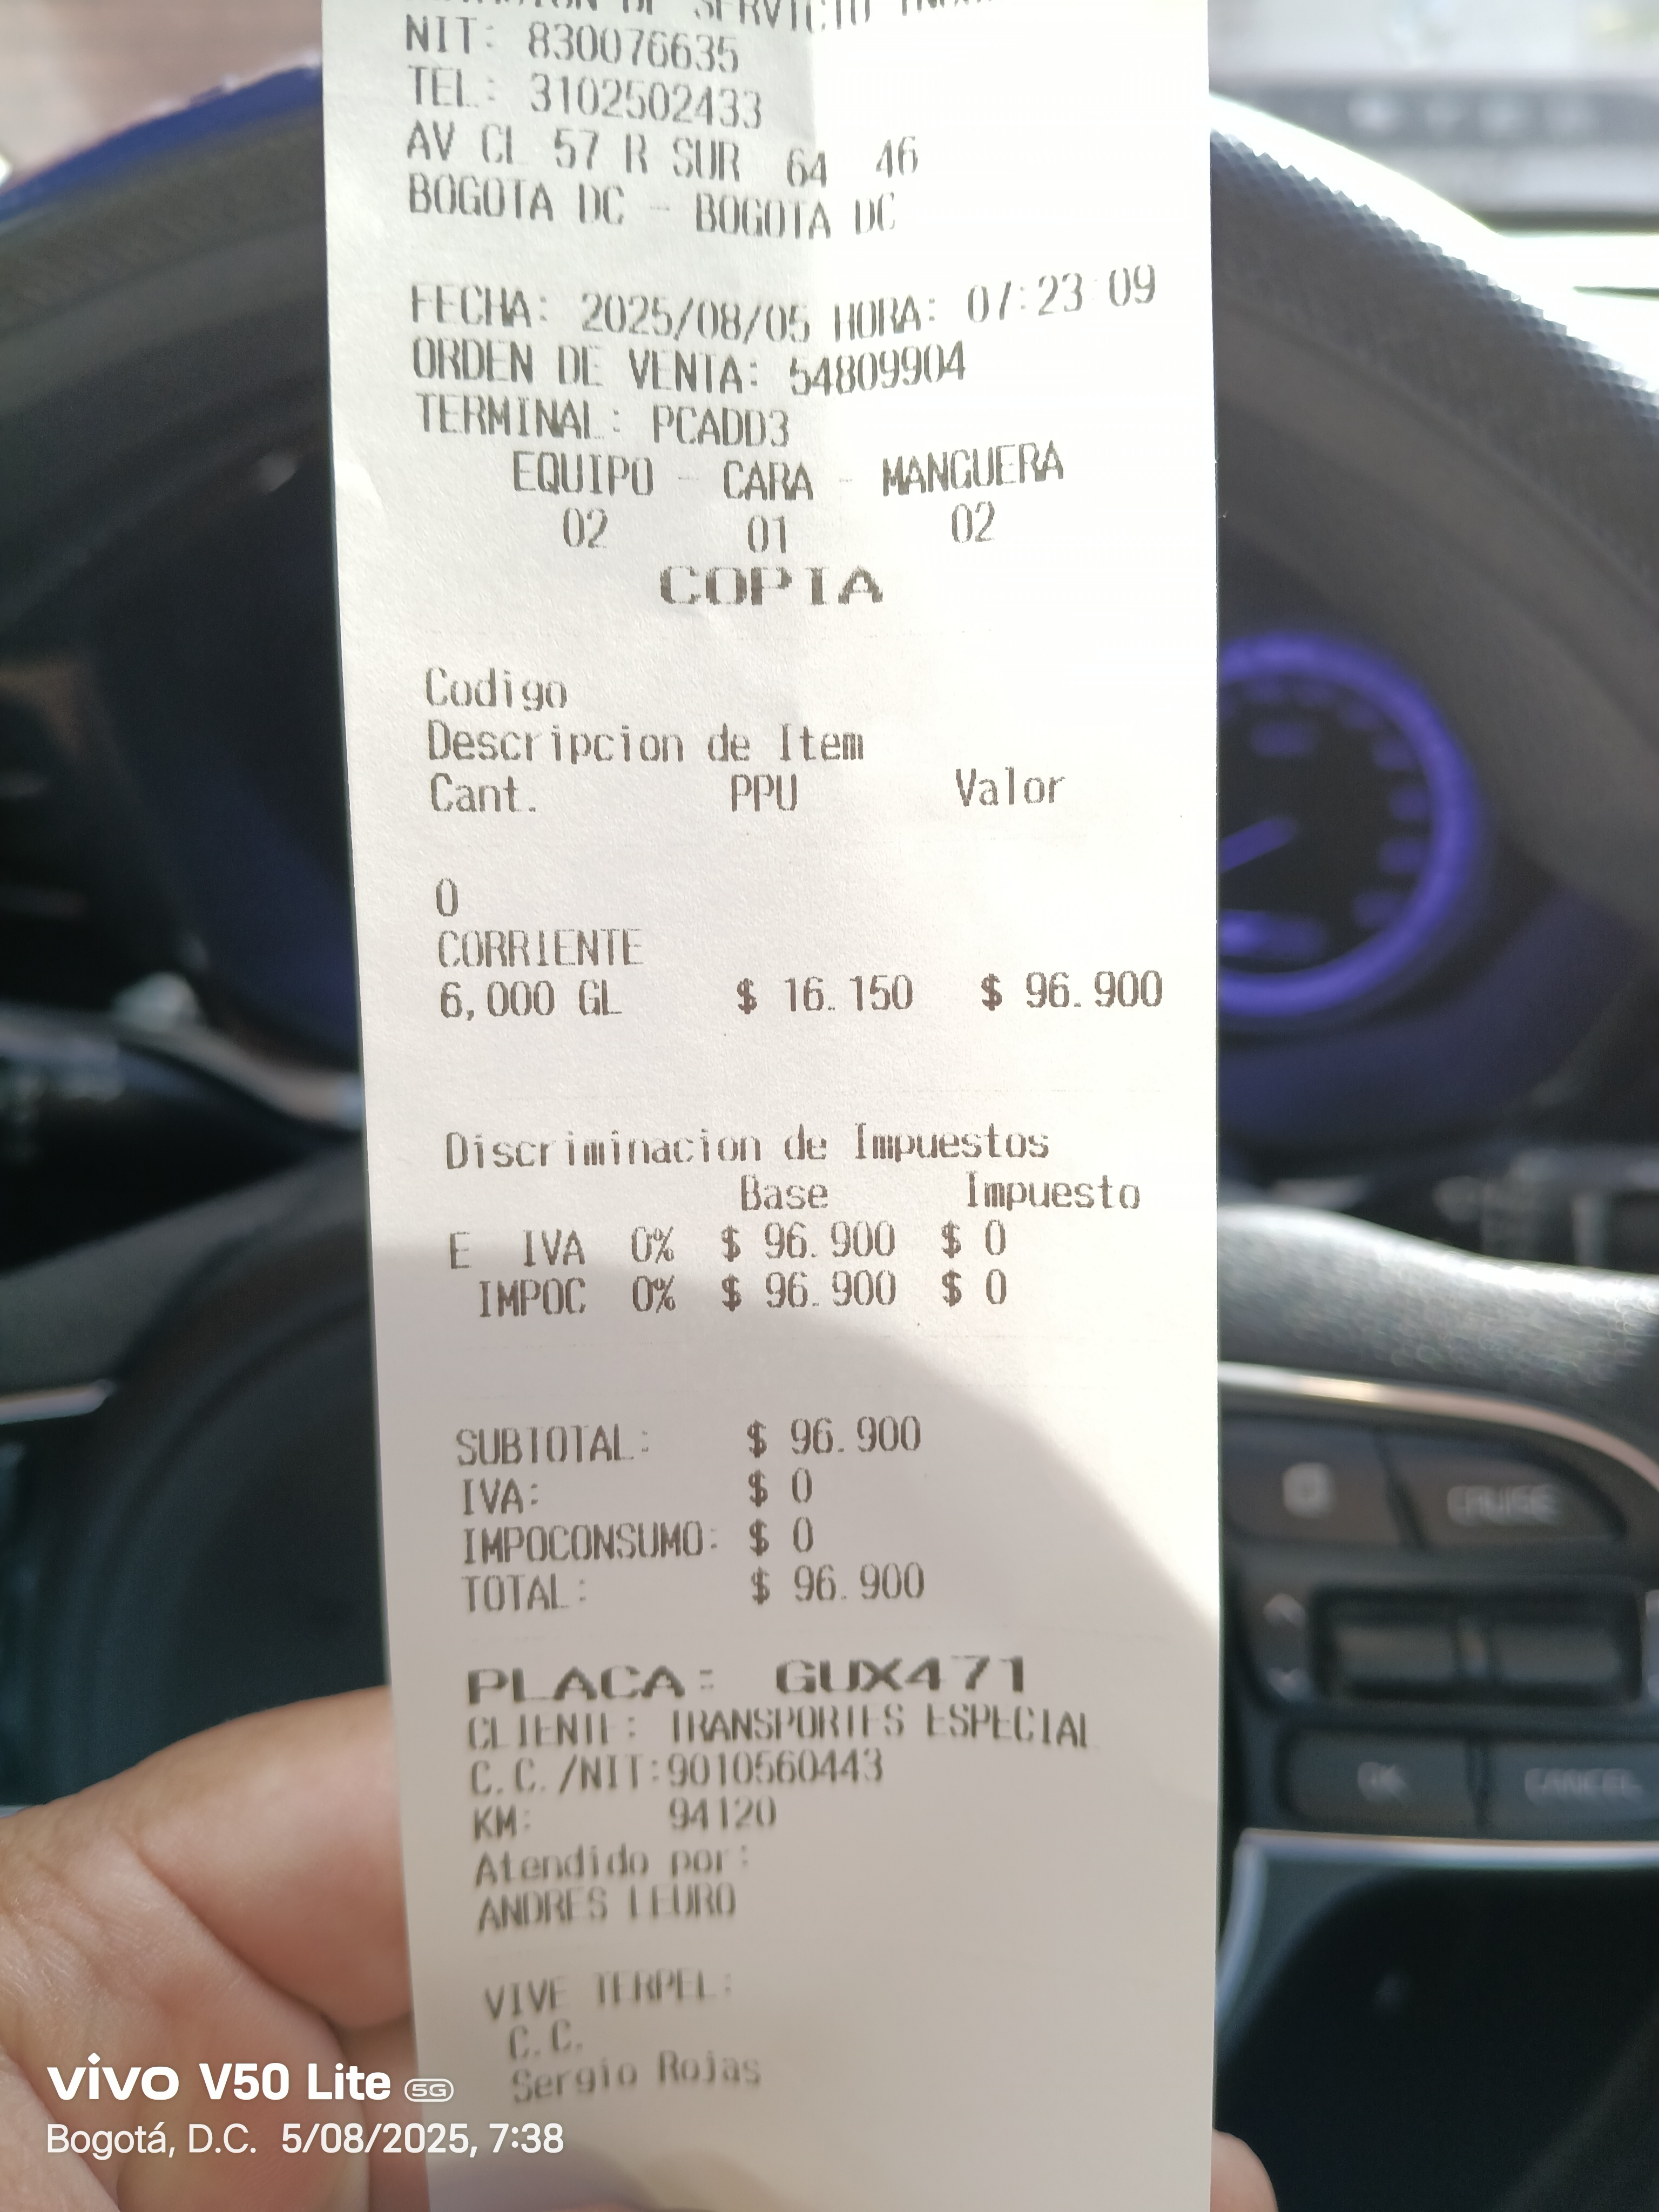 DE SERVICIO
NIT: 830076635
TEL: 3102502433
AV CL 57 R SUR 64 46
BOGOTA DC - BOGOTA DC
FECHA: 2025/08/05 HORA: 07:23:09
ORDEN DE VENTA: 54809904
TERMINAL: PCADD3
EQUIPO - CARA - MANGUERA
02 01 02
COPIA
Codigo
Descripcion de Item
Cant. PPU Valor
0
CORRIENTE
6,000 GL $ 16.150 $ 96.900
Discriminacion de Impuestos
Base Impuesto
E IVA 0% $ 96.900 $ 0
IMPOC 0% $ 96.900 $ 0
SUBTOTAL: $ 96.900
IVA: $ 0
IMPOCONSUMO: $ 0
TOTAL: $ 96.900
PLACA: GUX471
CLIENTE: TRANSPORTES ESPECIAL
C.C./NIT:9010560443
KM: 94120
Atendido por:
ANDRES LEURO
VIVE TERPEL:
C.C.
Sergio Rojas
CRUISE
OK CANCEL
vivo V50 Lite 5G
Bogotá, D.C. 5/08/2025, 7:38